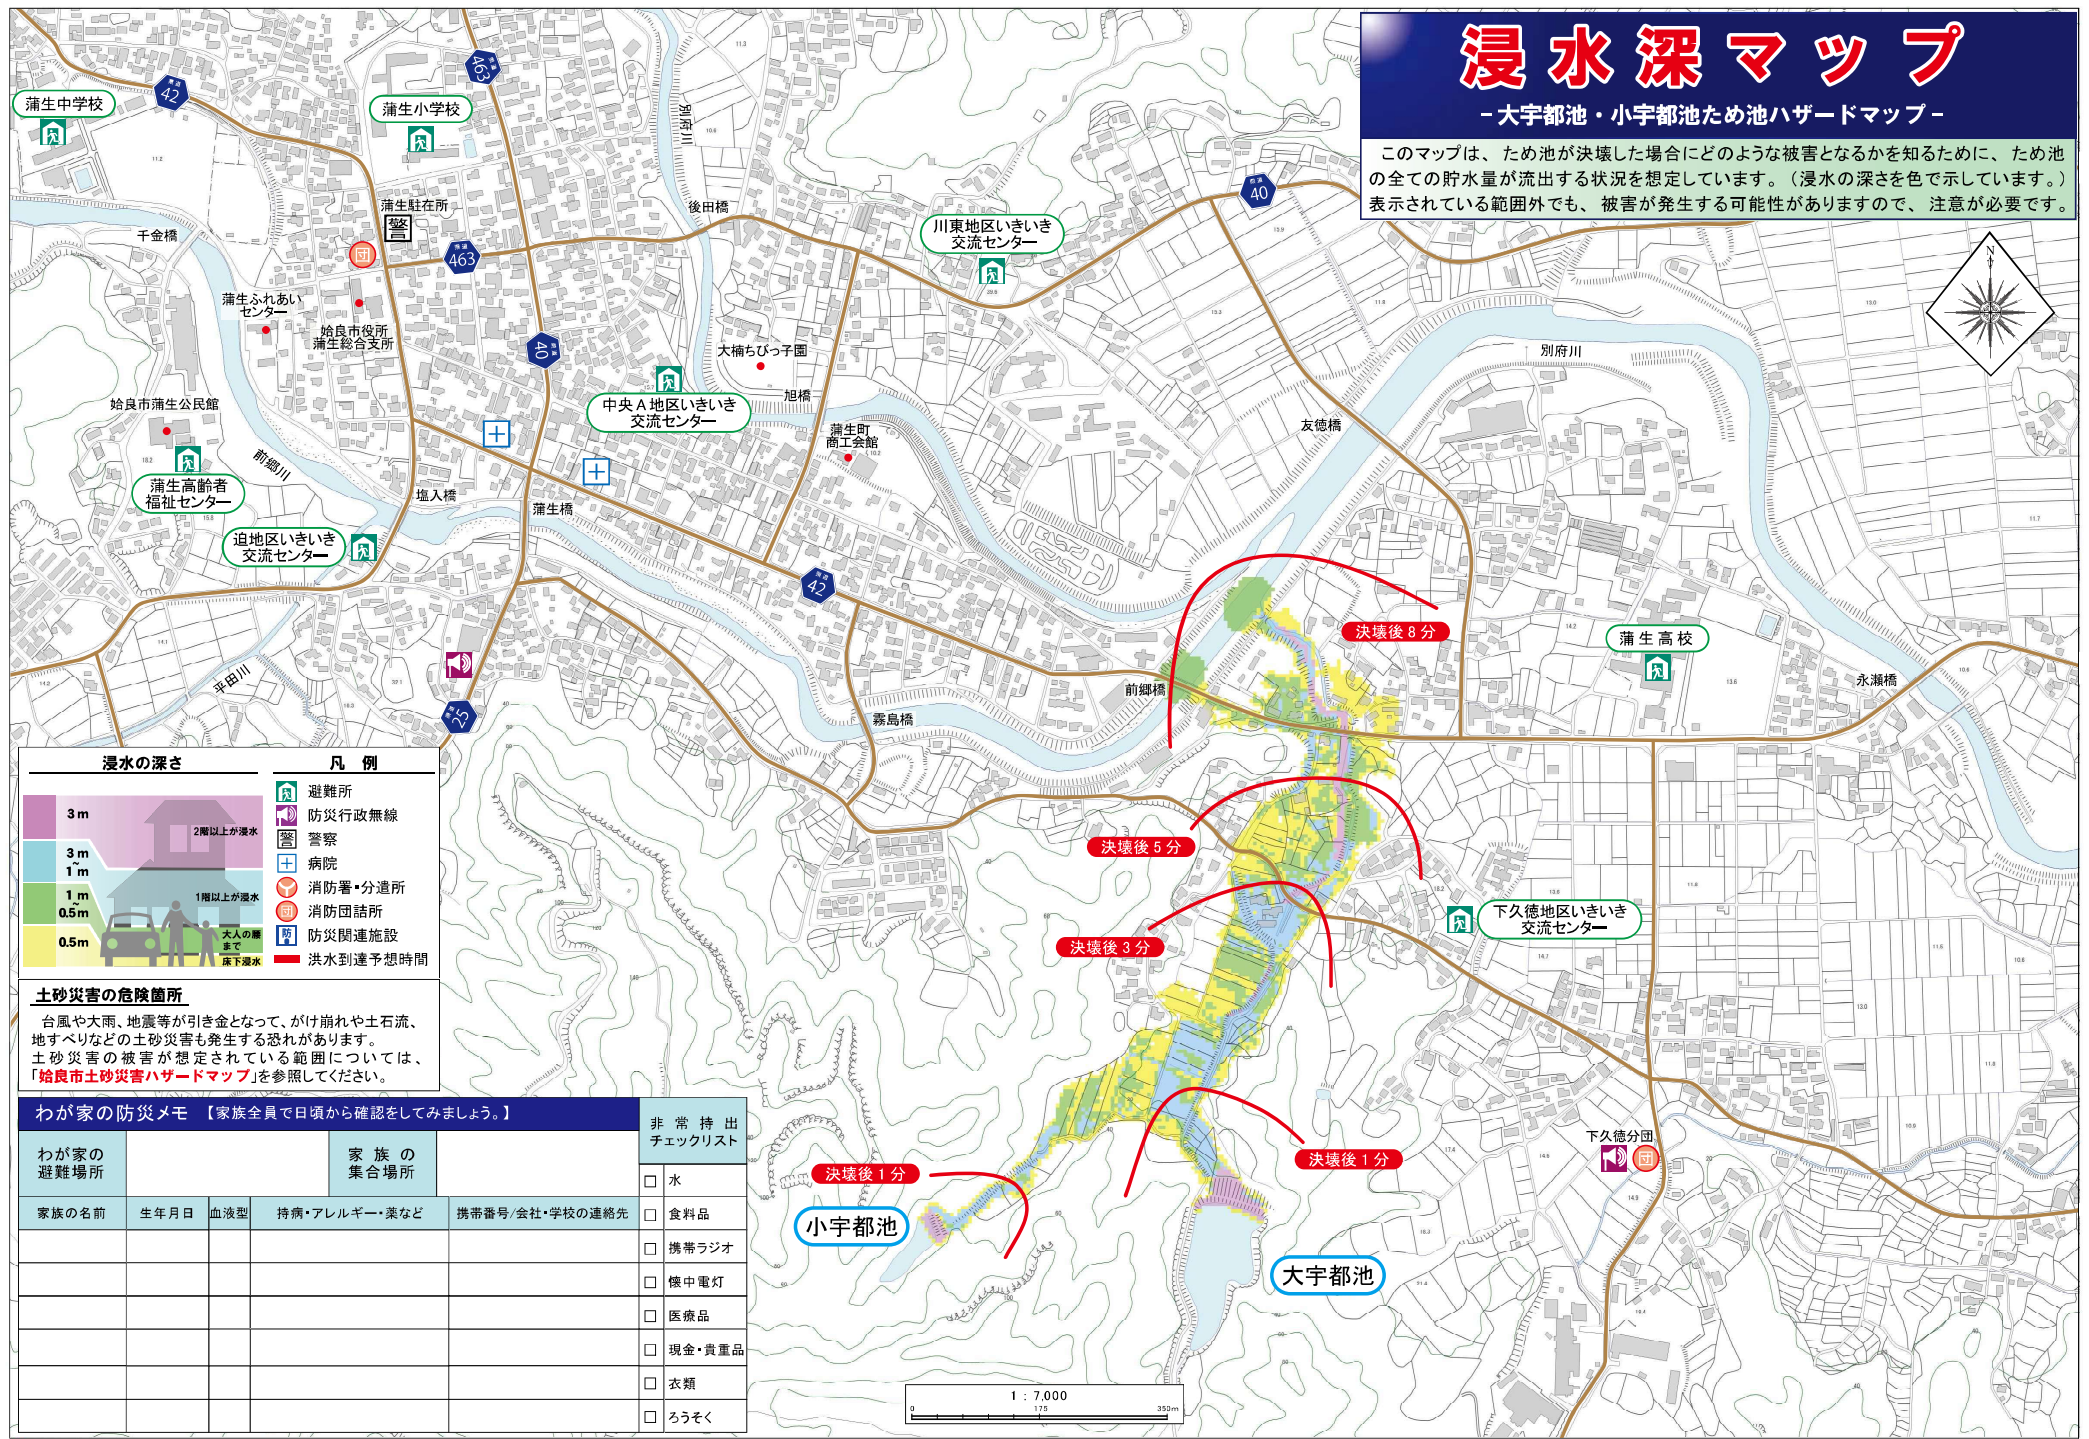 浸水深マップ
－大宇都池・小宇都池ため池ハザードマップ－
このマップは、ため池が決壊した場合にどのような被害となるかを知るために、ため池
の全ての貯水量が流出する状況を想定しています。（浸水の深さを色で示しています。）
表示されている範囲外でも、被害が発生する可能性がありますので、注意が必要です。
N
蒲生中学校
県道
42
蒲生小学校
県道
463
別府川
蒲生駐在所
警
千金橋
団
県道
463
後田橋
川東地区いきいき
交流センター
県道
40
蒲生ふれあい
センター
姶良市役所
蒲生総合支所
県道
40
大楠ちびっ子園
別府川
中央A地区いきいき
交流センター
旭橋
姶良市蒲生公民館
蒲生町
商工会館
友徳橋
前郷川
蒲生高齢者
福祉センター
塩入橋
蒲生橋
迫地区いきいき
交流センター
県道
42
決壊後8分
蒲生高校
平田川
県道
25
前郷橋
霧島橋
永瀬橋
決壊後5分
決壊後3分
下久徳地区いきいき
交流センター
決壊後1分
決壊後1分
下久徳分団
団
小宇都池
大宇都池
浸水の深さ
3m
2階以上が浸水
3m
~
1m
1階以上が浸水
1m
~
0.5m
大人の腰
まで
0.5m
床下浸水
凡例
避難所
防災行政無線
警 警察
病院
消防署・分遣所
団 消防団詰所
防 防災関連施設
洪水到達予想時間
土砂災害の危険箇所
台風や大雨、地震等が引き金となって、がけ崩れや土石流、
地すべりなどの土砂災害も発生する恐れがあります。
土砂災害の被害が想定されている範囲については、
「姶良市土砂災害ハザードマップ」を参照してください。
わが家の防災メモ 【家族全員で日頃から確認をしてみましょう。】
わが家の
避難場所
家族の
集合場所
家族の名前 生年月日 血液型 持病・アレルギー・薬など 携帯番号/会社・学校の連絡先
非常持出
チェックリスト
□ 水
□ 食料品
□ 携帯ラジオ
□ 懐中電灯
□ 医療品
□ 現金・貴重品
□ 衣類
□ ろうそく
1：7,000
0 175 350m